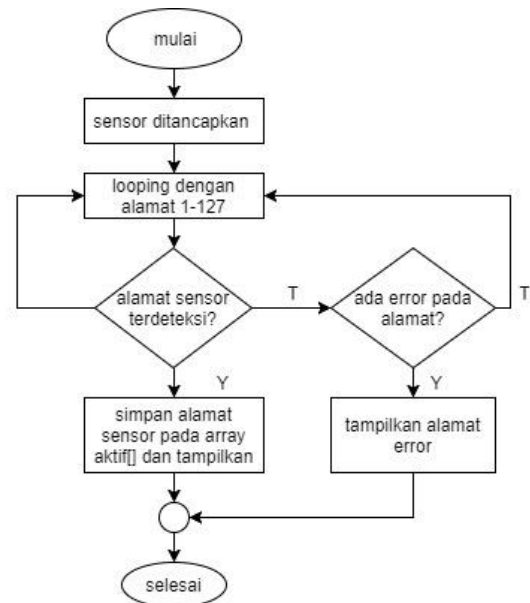 mulai
sensor ditancapkan
looping dengan
alamat 1-127
alamat sensor
terdeteksi?
T
ada error pada
alamat?
T
Y
Y
simpan alamat
sensor pada array
aktif[] dan tampilkan
tampilkan alamat
error
selesai